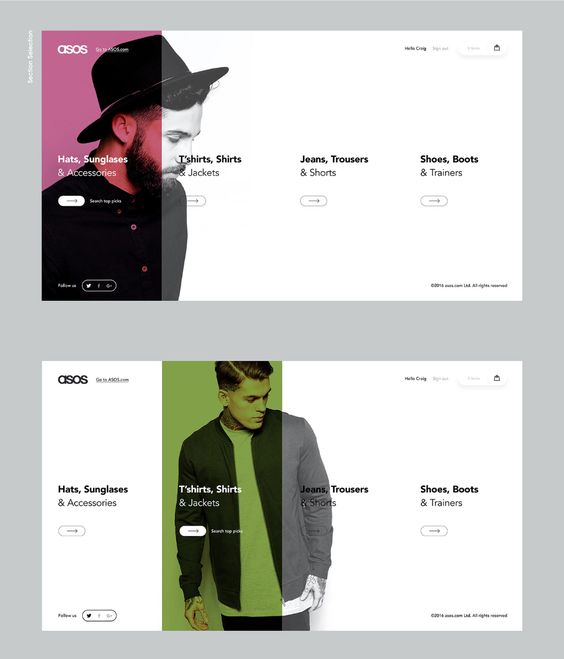 Section Selection
asos Go to ASOS.com
Hello Craig Sign out 0 items
Hats, Sunglases
& Accessories
Search top picks
T'shirts, Shirts
& Jackets
Jeans, Trousers
& Shorts
Shoes, Boots
& Trainers
Follow us
©2016 asos.com Ltd. All rights reserved
asos Go to ASOS.com
Hello Craig Sign out 0 items
Hats, Sunglases
& Accessories
T'shirts, Shirts
& Jackets
Search top picks
Jeans, Trousers
& Shorts
Shoes, Boots
& Trainers
Follow us
©2016 asos.com Ltd. All rights reserved